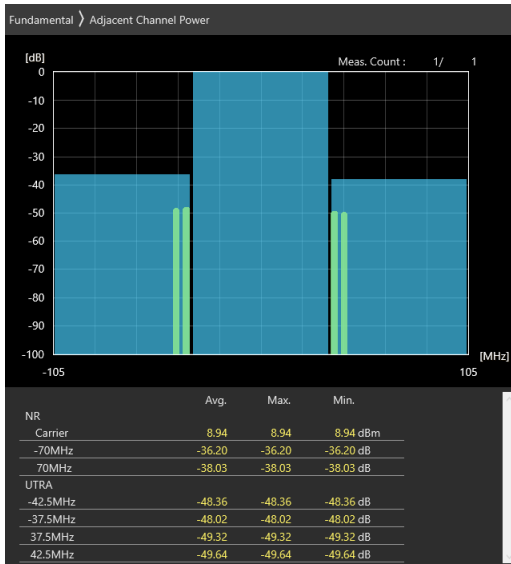 Fundamental 〉 Adjacent Channel Power
[dB]
Meas. Count : 1/ 1
0
-10
-20
-30
-40
-50
-60
-70
-80
-90
-100
[MHz]
-105 105
Avg. Max. Min.
NR
Carrier 8.94 8.94 8.94 dBm
-70MHz -36.20 -36.20 -36.20 dB
70MHz -38.03 -38.03 -38.03 dB
UTRA
-42.5MHz -48.36 -48.36 -48.36 dB
-37.5MHz -48.02 -48.02 -48.02 dB
37.5MHz -49.32 -49.32 -49.32 dB
42.5MHz -49.64 -49.64 -49.64 dB